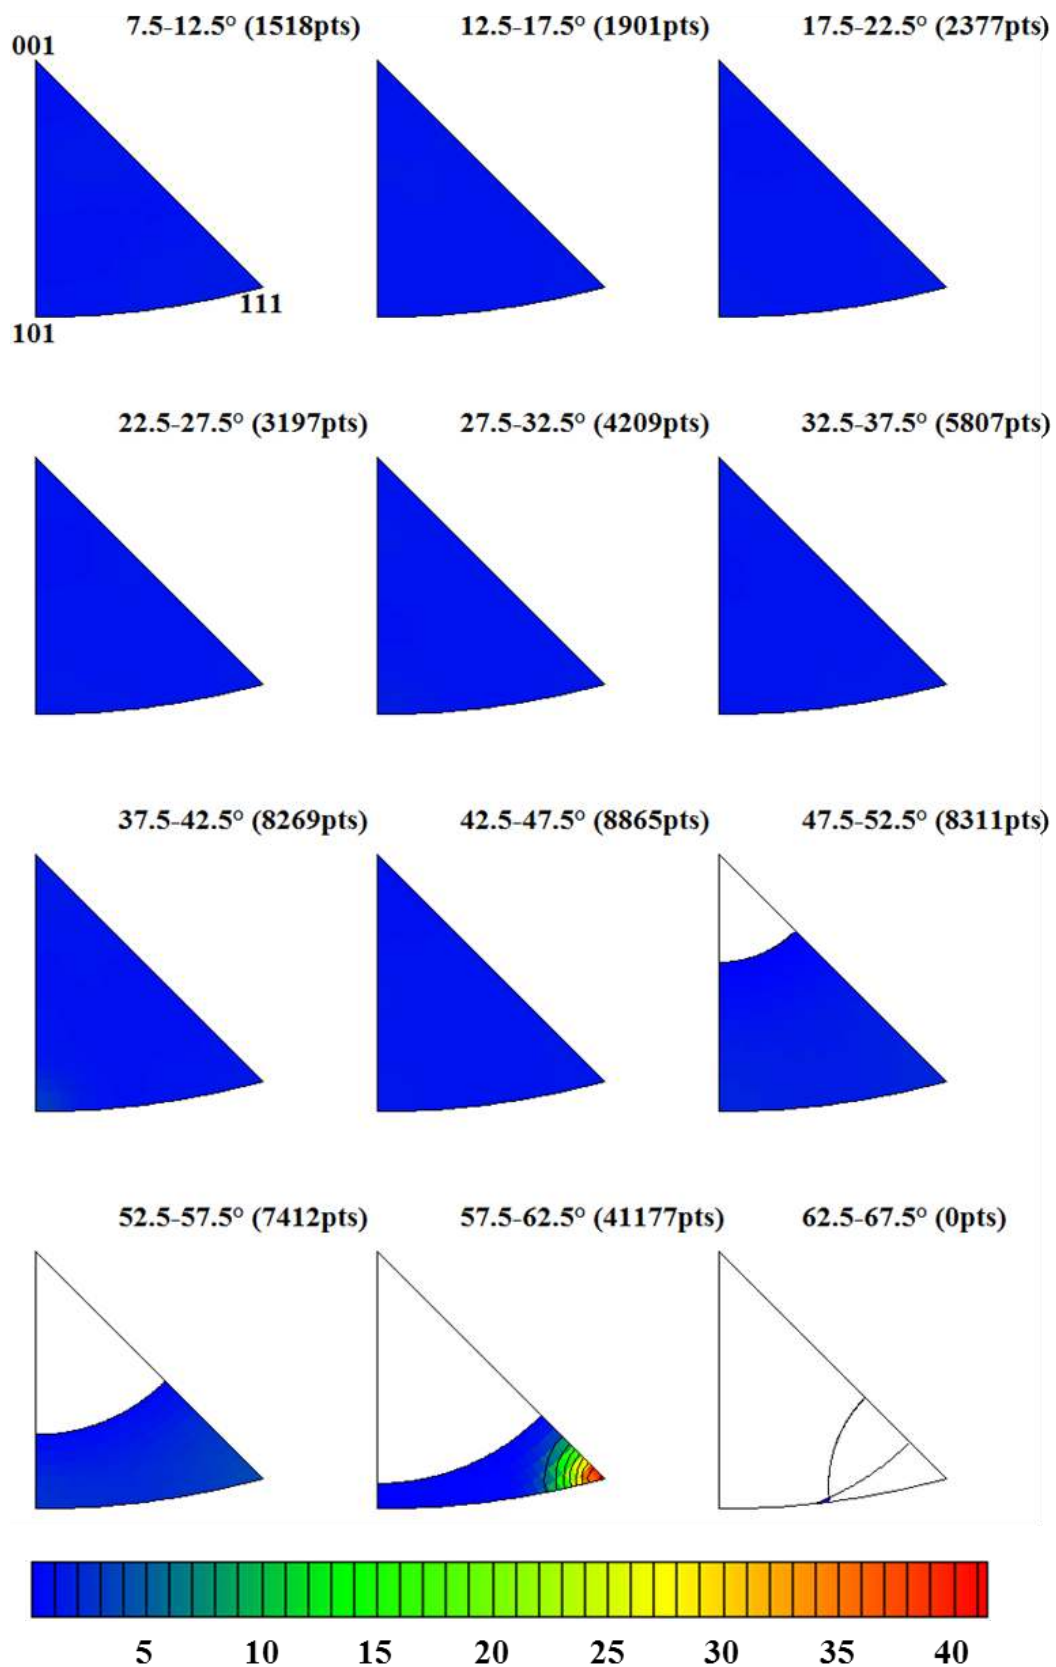 7.5-12.5° (1518pts) 12.5-17.5° (1901pts) 17.5-22.5° (2377pts)
001
111
101
22.5-27.5° (3197pts) 27.5-32.5° (4209pts) 32.5-37.5° (5807pts)
37.5-42.5° (8269pts) 42.5-47.5° (8865pts) 47.5-52.5° (8311pts)
52.5-57.5° (7412pts) 57.5-62.5° (41177pts) 62.5-67.5° (0pts)
5 10 15 20 25 30 35 40